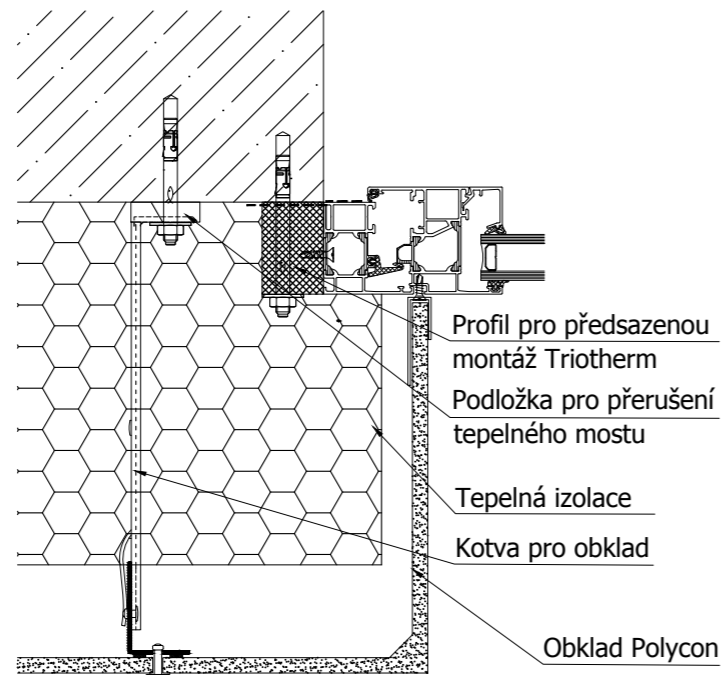 Profil pro předsazenou
montáž Triotherm
Podložka pro přerušení
tepelného mostu
Tepelná izolace
Kotva pro obklad
Obklad Polycon